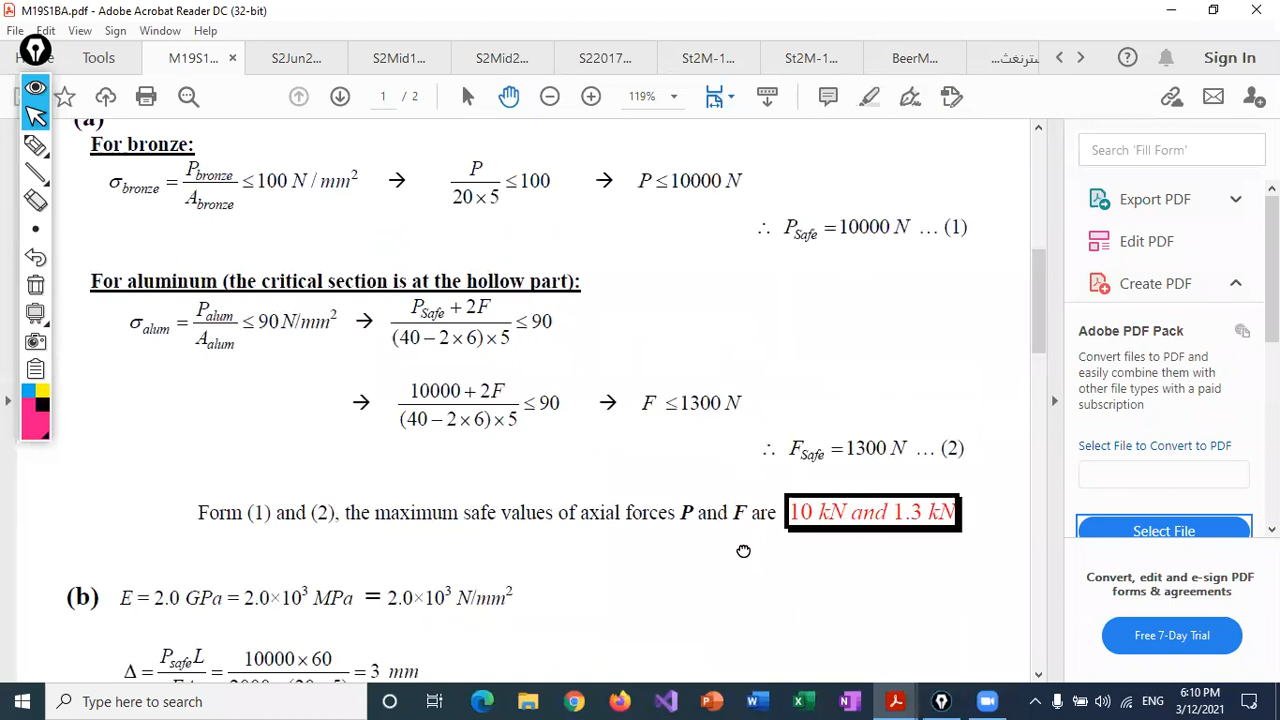 M19S1BA.pdf - Adobe Acrobat Reader DC (32-bit)
File Edit View Sign Window Help
Tools M19S1... S2Jun2... S2Mid1... S2Mid2... S22017... St2M-1... St2M-1... BeerM... سترنغث... Sign In
1 / 2 119%
(a)
For bronze:
σbronze = Pbronze / Abronze ≤ 100 N / mm² → P / 20 × 5 ≤ 100 → P ≤ 10000 N
∴ PSafe = 10000 N … (1)
For aluminum (the critical section is at the hollow part):
σalum = Palum / Aalum ≤ 90 N/mm² → PSafe + 2F / (40 − 2 × 6) × 5 ≤ 90
→ 10000 + 2F / (40 − 2 × 6) × 5 ≤ 90 → F ≤ 1300 N
∴ FSafe = 1300 N … (2)
Form (1) and (2), the maximum safe values of axial forces P and F are 10 kN and 1.3 kN
(b) E = 2.0 GPa = 2.0×10³ MPa = 2.0×10³ N/mm²
Δ = PsafeL / = 10000 × 60 / = 3 mm
Search 'Fill Form'
Export PDF
Edit PDF
Create PDF
Adobe PDF Pack
Convert files to PDF and
easily combine them with
other file types with a paid
subscription
Select File to Convert to PDF
Select File
Convert, edit and e-sign PDF
forms & agreements
Free 7-Day Trial
Type here to search
ENG
6:10 PM
3/12/2021